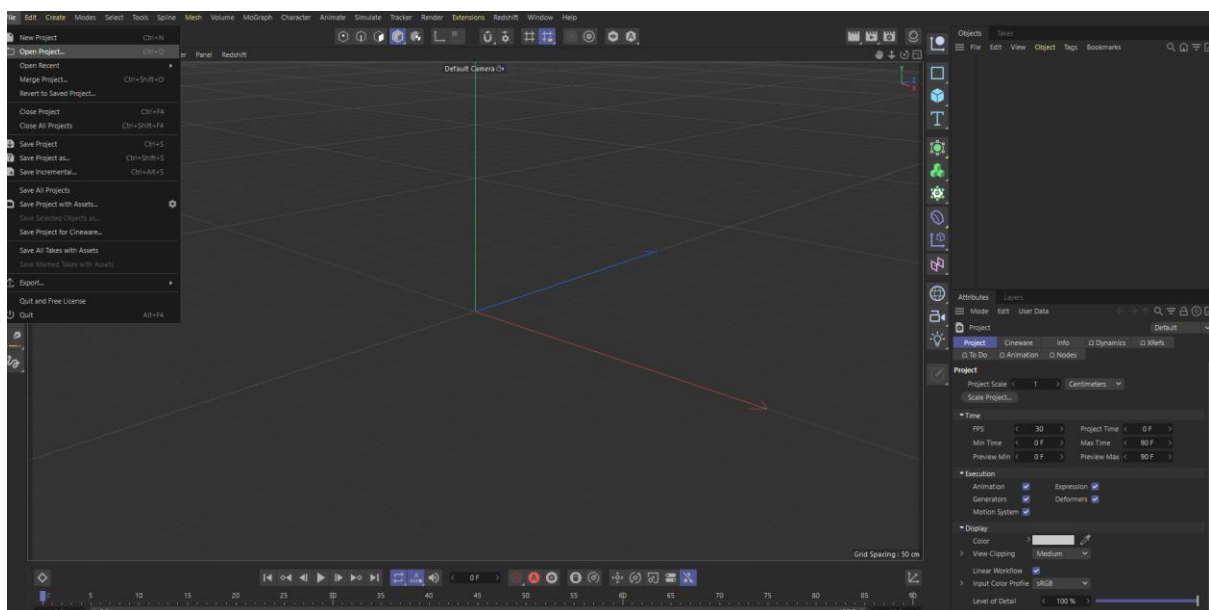 File Edit Create Modes Select Tools Spline Mesh Volume MoGraph Character Animate Simulate Tracker Render Extensions Redshift Window Help
New Project Ctrl+N
Open Project... Ctrl+O
Open Recent
Merge Project... Ctrl+Shift+O
Revert to Saved Project...
Close Project Ctrl+F4
Close All Projects Ctrl+Shift+F4
Save Project Ctrl+S
Save Project as... Ctrl+Shift+S
Save Incremental... Ctrl+Alt+S
Save All Projects
Save Project with Assets...
Save Selected Objects as...
Save Project for Cineware...
Save All Takes with Assets
Save Marked Takes with Assets
Export...
Quit and Free License
Quit Alt+F4
Panel Redshift
Default Camera
Y
Z
X
Grid Spacing : 50 cm
Objects Takes
File Edit View Object Tags Bookmarks
Attributes Layers
Mode Edit User Data
Project Default
Project Cineware Info Dynamics XRefs
To Do Animation Nodes
Project
Project Scale 1 Centimeters
Scale Project...
Time
FPS 30 Project Time 0 F
Min Time 0 F Max Time 90 F
Preview Min 0 F Preview Max 90 F
Execution
Animation Expression
Generators Deformers
Motion System
Display
Color
View Clipping Medium
Linear Workflow
Input Color Profile sRGB
Level of Detail 100 %
0 F
5 10 15 20 25 30 35 40 45 50 55 60 65 70 75 80 85 90